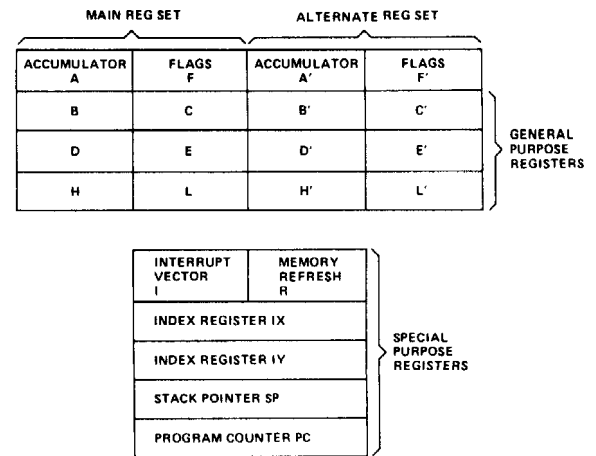 MAIN REG SET
ALTERNATE REG SET
ACCUMULATOR
A
FLAGS
F
ACCUMULATOR
A'
FLAGS
F'
B
C
B'
C'
D
E
D'
E'
H
L
H'
L'
GENERAL
PURPOSE
REGISTERS
INTERRUPT
VECTOR
I
MEMORY
REFRESH
R
INDEX REGISTER IX
INDEX REGISTER IY
STACK POINTER SP
PROGRAM COUNTER PC
SPECIAL
PURPOSE
REGISTERS